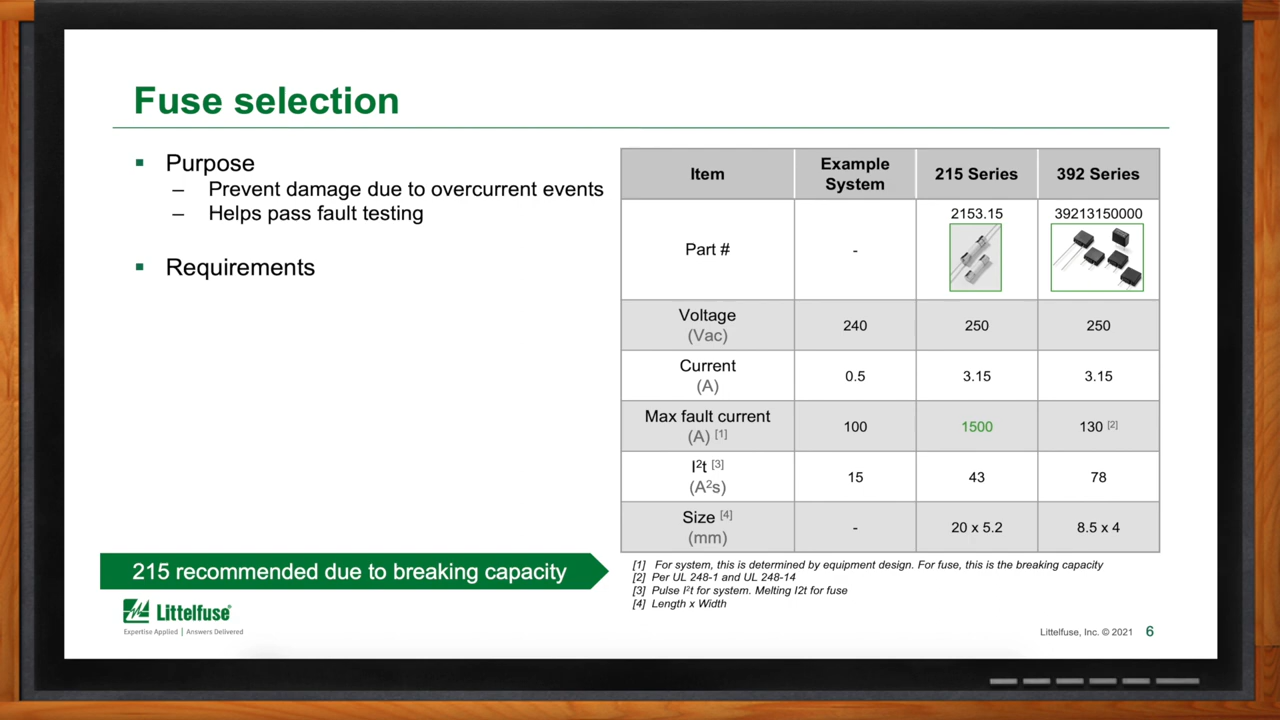 Fuse selection
▪ Purpose
– Prevent damage due to overcurrent events
– Helps pass fault testing
▪ Requirements
Item Example System 215 Series 392 Series
Part # - 2153.15 39213150000
Voltage (Vac) 240 250 250
Current (A) 0.5 3.15 3.15
Max fault current (A) [1] 100 1500 130 [2]
I²t [3] (A²s) 15 43 78
Size [4] (mm) - 20 x 5.2 8.5 x 4
215 recommended due to breaking capacity
[1] For system, this is determined by equipment design. For fuse, this is the breaking capacity
[2] Per UL 248-1 and UL 248-14
[3] Pulse I²t for system. Melting I2t for fuse
[4] Length x Width
Littelfuse®
Expertise Applied | Answers Delivered
Littelfuse, Inc. © 2021 6